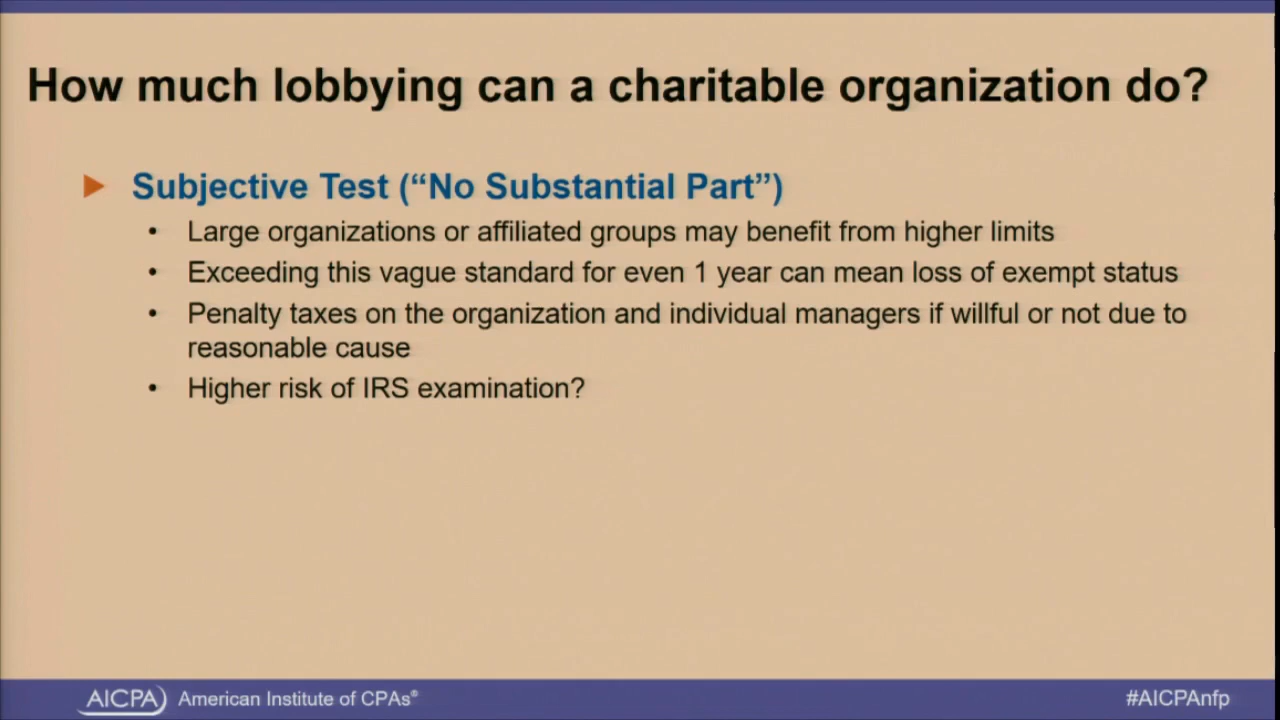 How much lobbying can a charitable organization do?
Subjective Test (“No Substantial Part”)
• Large organizations or affiliated groups may benefit from higher limits
• Exceeding this vague standard for even 1 year can mean loss of exempt status
• Penalty taxes on the organization and individual managers if willful or not due to
reasonable cause
• Higher risk of IRS examination?
AICPA American Institute of CPAs®
#AICPAnfp